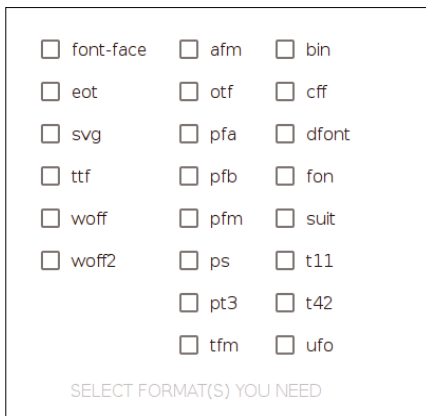 font-face afm bin
eot otf cff
svg pfa dfont
ttf pfb fon
woff pfm suit
woff2 ps t11
pt3 t42
tfm ufo
SELECT FORMAT(S) YOU NEED